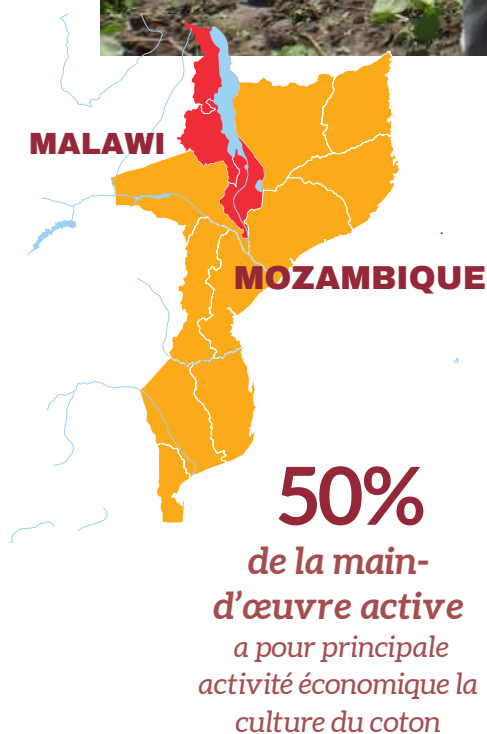 MALAWI
MOZAMBIQUE
50%
de la main-
d’œuvre active
a pour principale
activité économique la
culture du coton